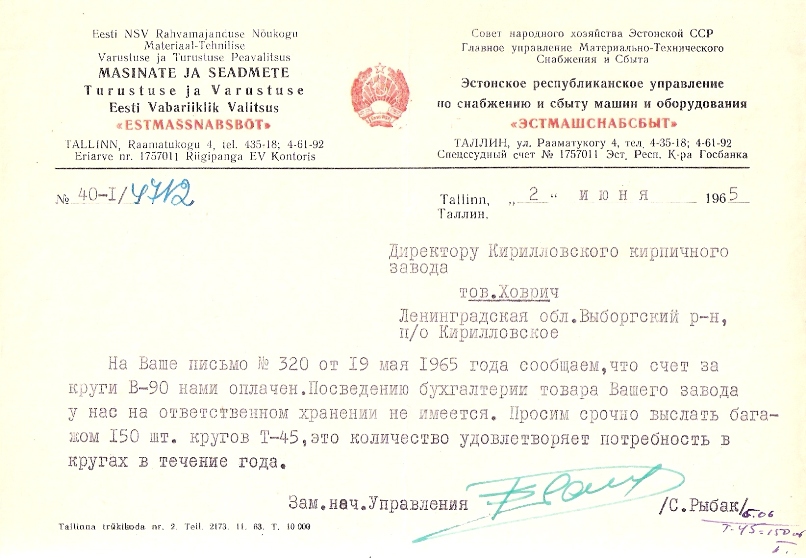 Eesti NSV Rahvamajanduse Nõukogu
Materiaal-Tehnilise
Varustuse ja Turustuse Peavalitsus
MASINATE JA SEADMETE
Turustuse ja Varustuse
Eesti Vabariiklik Valitsus
«ESTMASSNABSBÖT»
TALLINN, Raamatukogu 4, tel. 435-18; 4-61-92
Eriarve nr. 1757011 Riigipanga EV Kontoris
Совет народного хозяйства Эстонской ССР
Главное управление Материально-Технического
Снабжения и Сбыта
Эстонское республиканское управление
по снабжению и сбыту машин и оборудования
«ЭСТМАШСНАБСБЫТ»
ТАЛЛИН, ул. Рааматукогу 4, тел. 4-35-18; 4-61-92
Спецссудный счет № 1757011 Эст. Респ. К-ра Госбанка
№ 40-I/4712
Tallinn, „ 2 “ июня 1965
Таллин.
Директору Кирилловского кирпичного
завода
тов.Ховрич
Ленинградская обл.Выборгский р-н,
п/о Кирилловское
На Ваше письмо № 320 от 19 мая 1965 года сообщаем,что счет за
круги В-90 нами оплачен.Посведению бухгалтерии товара Вашего завода
у нас на ответственном хранении не имеется. Просим срочно выслать бага-
жом 150 шт. кругов Т-45,это количество удовлетворяет потребность в
кругах в течение года.
Зам.нач.Управления /С.Рыбак/
Т-45-150
Tallinna trükikoda nr. 2. Tell. 2173. 11. 63. T. 10 000